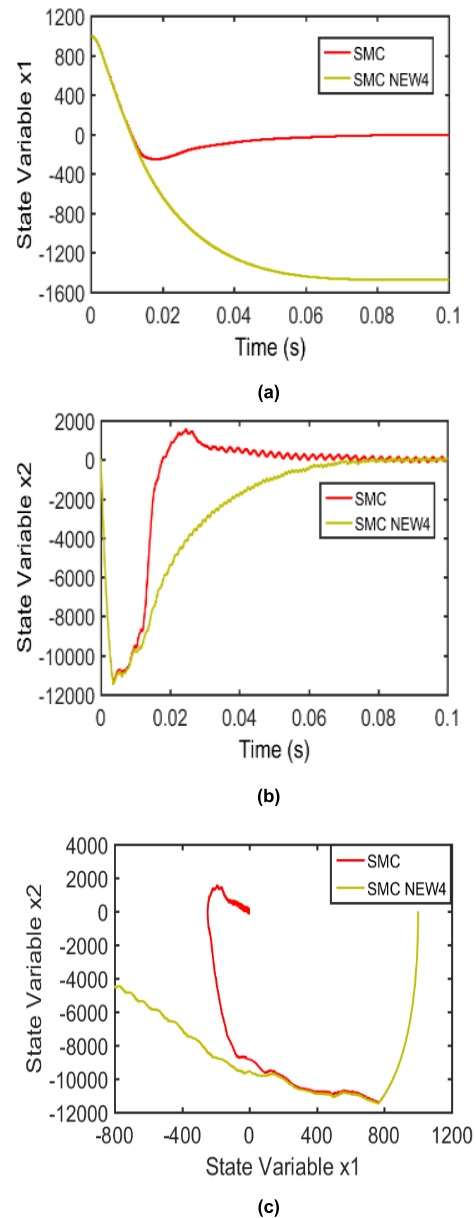 1200
800
400
0
-400
-800
-1200
-1600
State Variable x1
SMC
SMC NEW4
0 0.02 0.04 0.06 0.08 0.1
Time (s)
(a)
2000
0
-2000
-4000
-6000
-8000
-10000
-12000
State Variable x2
SMC
SMC NEW4
0 0.02 0.04 0.06 0.08 0.1
Time (s)
(b)
4000
2000
0
-2000
-4000
-6000
-8000
-10000
-12000
State Variable x2
SMC
SMC NEW4
-800 -400 0 400 800 1200
State Variable x1
(c)